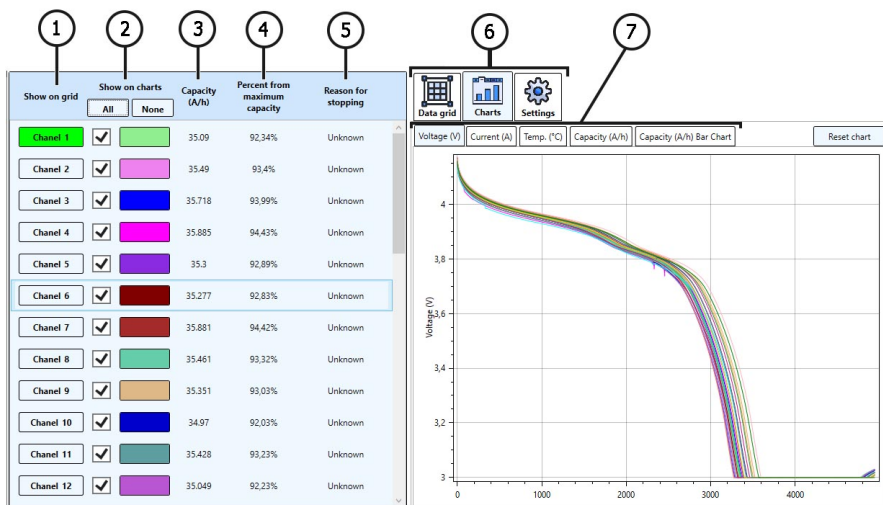 1 2 3 4 5 6 7
Show on grid
Show on charts
All None
Capacity
(A/h)
Percent from
maximum
capacity
Reason for
stopping
Chanel 1 35.09 92,34% Unknown
Chanel 2 35.49 93,4% Unknown
Chanel 3 35.718 93,99% Unknown
Chanel 4 35.885 94,43% Unknown
Chanel 5 35.3 92,89% Unknown
Chanel 6 35.277 92,83% Unknown
Chanel 7 35.881 94,42% Unknown
Chanel 8 35.461 93,32% Unknown
Chanel 9 35.351 93,03% Unknown
Chanel 10 34.97 92,03% Unknown
Chanel 11 35.428 93,23% Unknown
Chanel 12 35.049 92,23% Unknown
Data grid Charts Settings
Voltage (V) Current (A) Temp. (°C) Capacity (A/h) Capacity (A/h) Bar Chart Reset chart
Voltage (V)
4
3,8
3,6
3,4
3,2
3
0 1000 2000 3000 4000